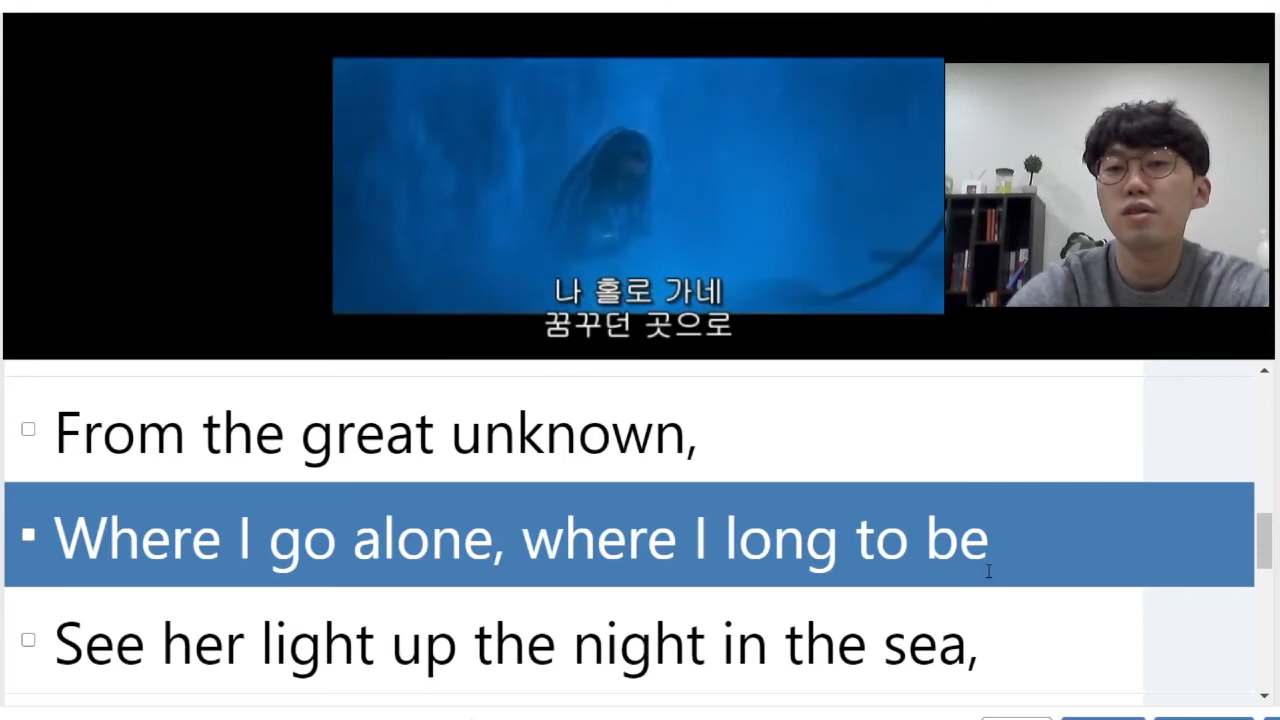 나 홀로 가네
꿈꾸던 곳으로
From the great unknown,
Where I go alone, where I long to be
See her light up the night in the sea,